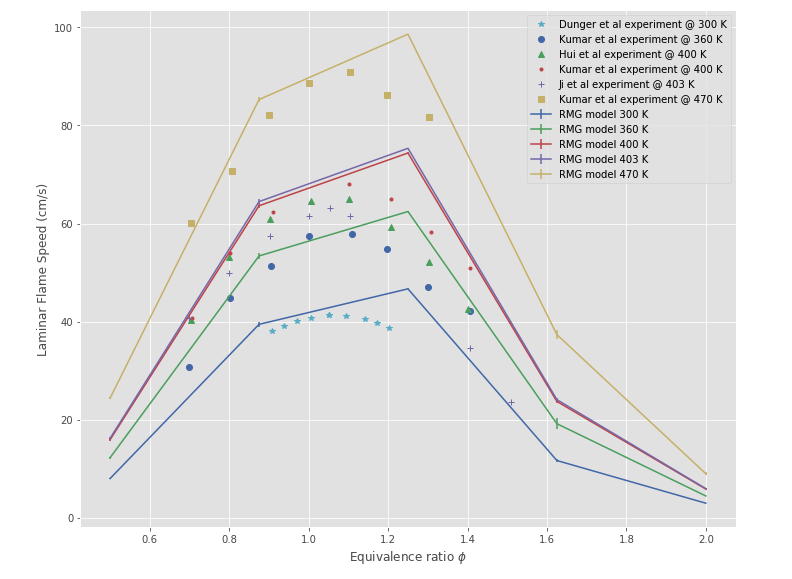 Dunger et al experiment @ 300 K
Kumar et al experiment @ 360 K
Hui et al experiment @ 400 K
Kumar et al experiment @ 400 K
Ji et al experiment @ 403 K
Kumar et al experiment @ 470 K
RMG model 300 K
RMG model 360 K
RMG model 400 K
RMG model 403 K
RMG model 470 K
100
80
60
40
20
0
Laminar Flame Speed (cm/s)
0.6 0.8 1.0 1.2 1.4 1.6 1.8 2.0
Equivalence ratio ϕ